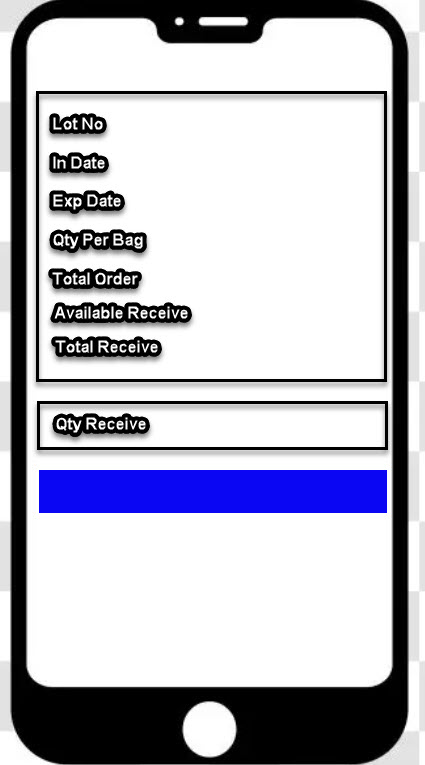 Lot No
In Date
Exp Date
Qty Per Bag
Total Order
Available Receive
Total Receive
Qty Receive